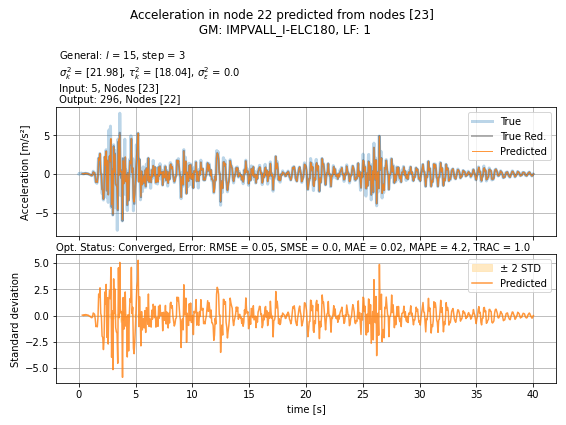 Acceleration in node 22 predicted from nodes [23]
GM: IMPVALL_I-ELC180, LF: 1
General: l = 15, step = 3
σ²ₖ = [21.98], τ²ₖ = [18.04], σ²ε = 0.0
Input: 5, Nodes [23]
Output: 296, Nodes [22]
Acceleration [m/s²]
5
0
−5
True
True Red.
Predicted
Opt. Status: Converged, Error: RMSE = 0.05, SMSE = 0.0, MAE = 0.02, MAPE = 4.2, TRAC = 1.0
Standard deviation
5.0
2.5
0.0
−2.5
−5.0
± 2 STD
Predicted
0 5 10 15 20 25 30 35 40
time [s]